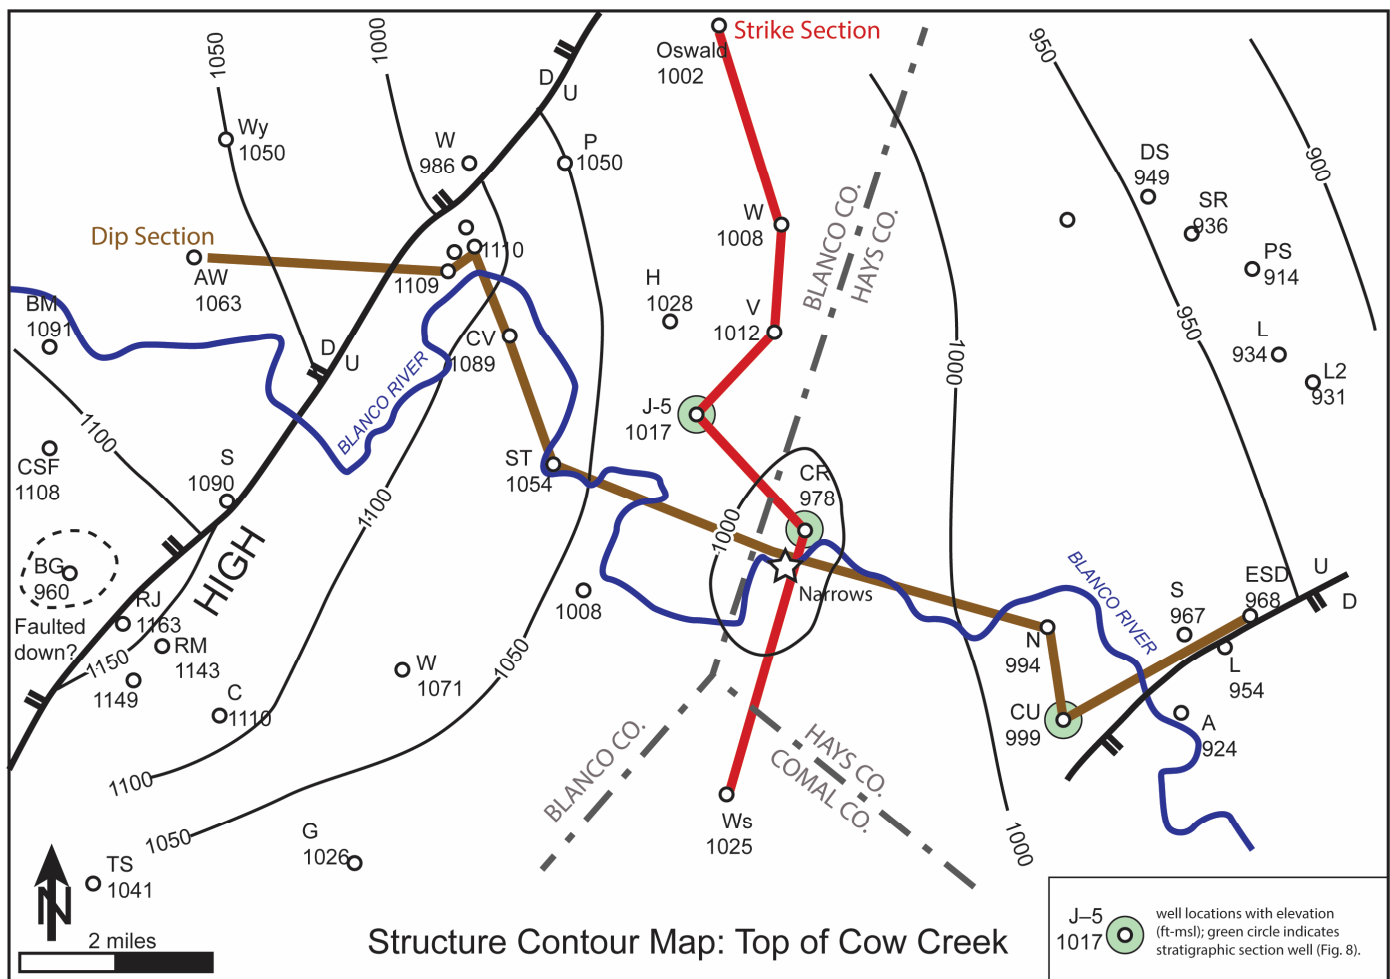 1050
1000
Oswald
1002
Strike Section
950
900
D
U
Wy
1050
W
986
P
1050
DS
949
SR
936
PS
914
Dip Section
AW
1063
1110
1109
W
1008
BLANCO CO.
HAYS CO.
BM
1091
H
1028
V
1012
950
L
934
L2
931
D
U
CV
1089
BLANCO RIVER
1000
1100
J-5
1017
CSF
1108
S
1090
ST
1054
CR
978
1100
1000
HIGH
BG
960
Faulted
down?
RJ
1163
RM
1143
1150
1149
C
1110
W
1071
1008
1050
Narrows
BLANCO RIVER
S
967
ESD
968
U
D
N
994
L
954
CU
999
A
924
1100
1050
BLANCO CO.
HAYS CO.
COMAL CO.
Ws
1025
1000
G
1026
TS
1041
N
2 miles
Structure Contour Map: Top of Cow Creek
J–5
1017
well locations with elevation
(ft-msl); green circle indicates
stratigraphic section well (Fig. 8).